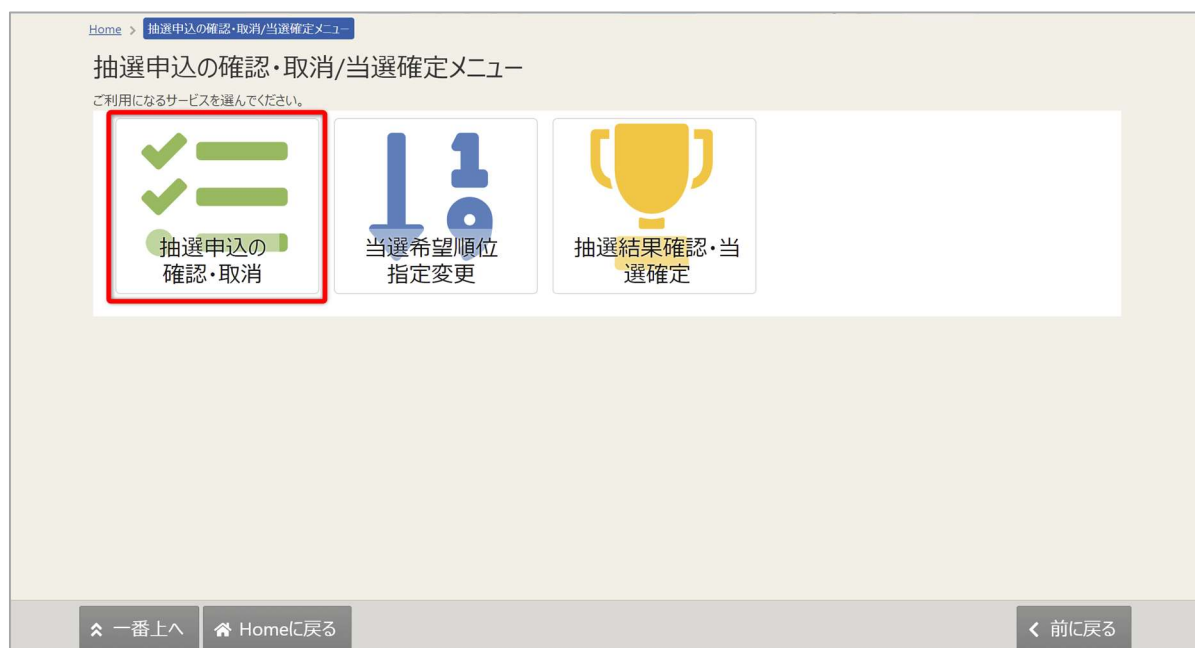 Home > 抽選申込の確認・取消/当選確定メニュー
抽選申込の確認・取消/当選確定メニュー
ご利用になるサービスを選んでください。
抽選申込の
確認・取消
当選希望順位
指定変更
抽選結果確認・当
選確定
一番上へ
Homeに戻る
前に戻る